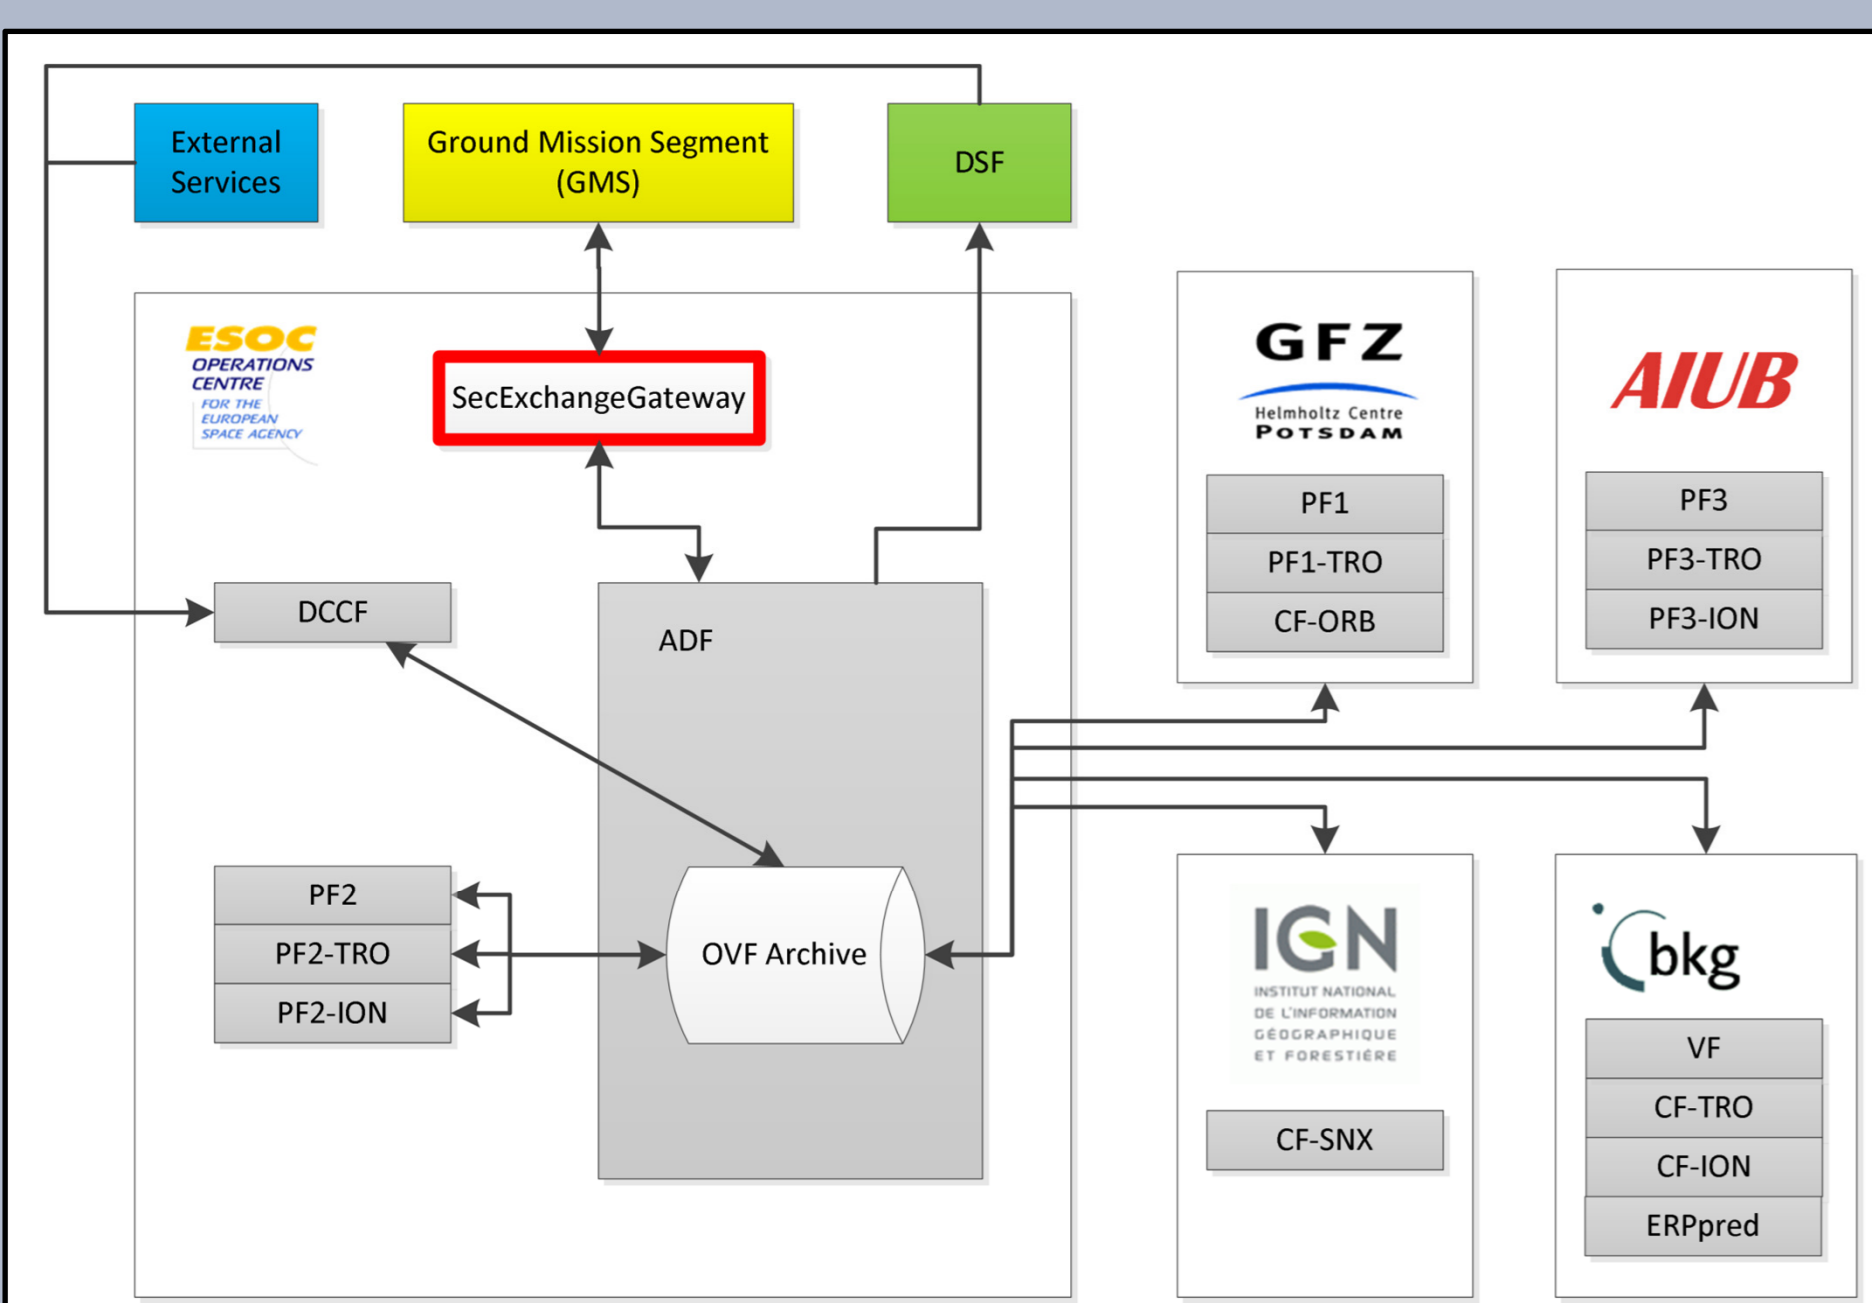 External
Services
Ground Mission Segment
(GMS)
DSF
ESOC
OPERATIONS
CENTRE
FOR THE
EUROPEAN
SPACE AGENCY
SecExchangeGateway
DCCF
ADF
PF2
PF2-TRO
PF2-ION
OVF Archive
GFZ
Helmholtz Centre
POTSDAM
PF1
PF1-TRO
CF-ORB
AIUB
PF3
PF3-TRO
PF3-ION
IGN
INSTITUT NATIONAL
DE L'INFORMATION
GÉOGRAPHIQUE
ET FORESTIÈRE
CF-SNX
bkg
VF
CF-TRO
CF-ION
ERPpred